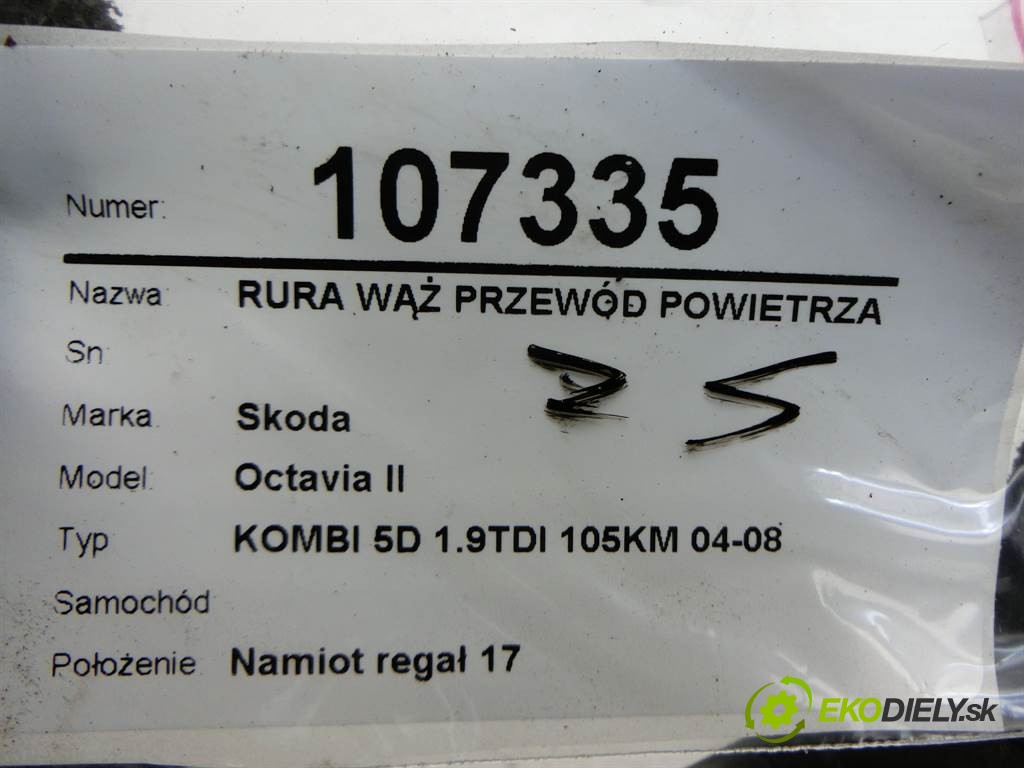 Numer: 107335
Nazwa: RURA WĄŻ PRZEWÓD POWIETRZA
Sn
Marka: Skoda
Model: Octavia II
Typ KOMBI 5D 1.9TDI 105KM 04-08
Samochód
Położenie Namiot regał 17
EKODIELY.sk